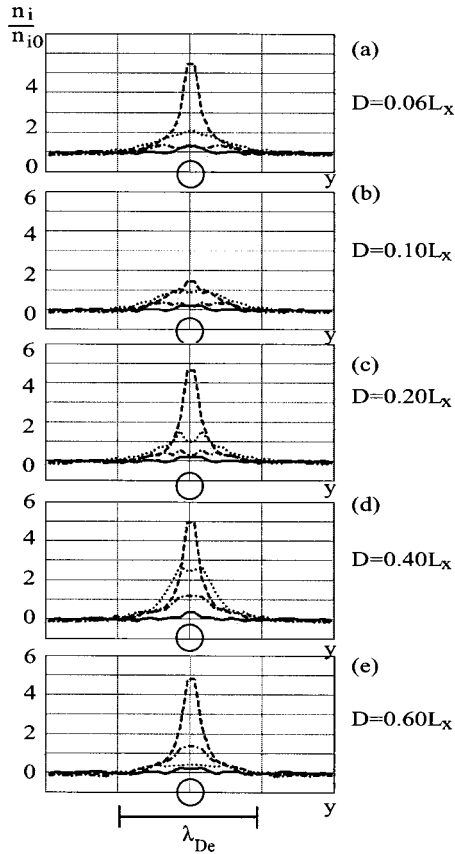 n_i
n_i0
(a)
4
D=0.06L_x
2
0
y
6
(b)
4
D=0.10L_x
2
0
y
6
(c)
4
D=0.20L_x
2
0
y
6
(d)
4
D=0.40L_x
2
0
y
6
(e)
4
D=0.60L_x
2
0
y
λ_De